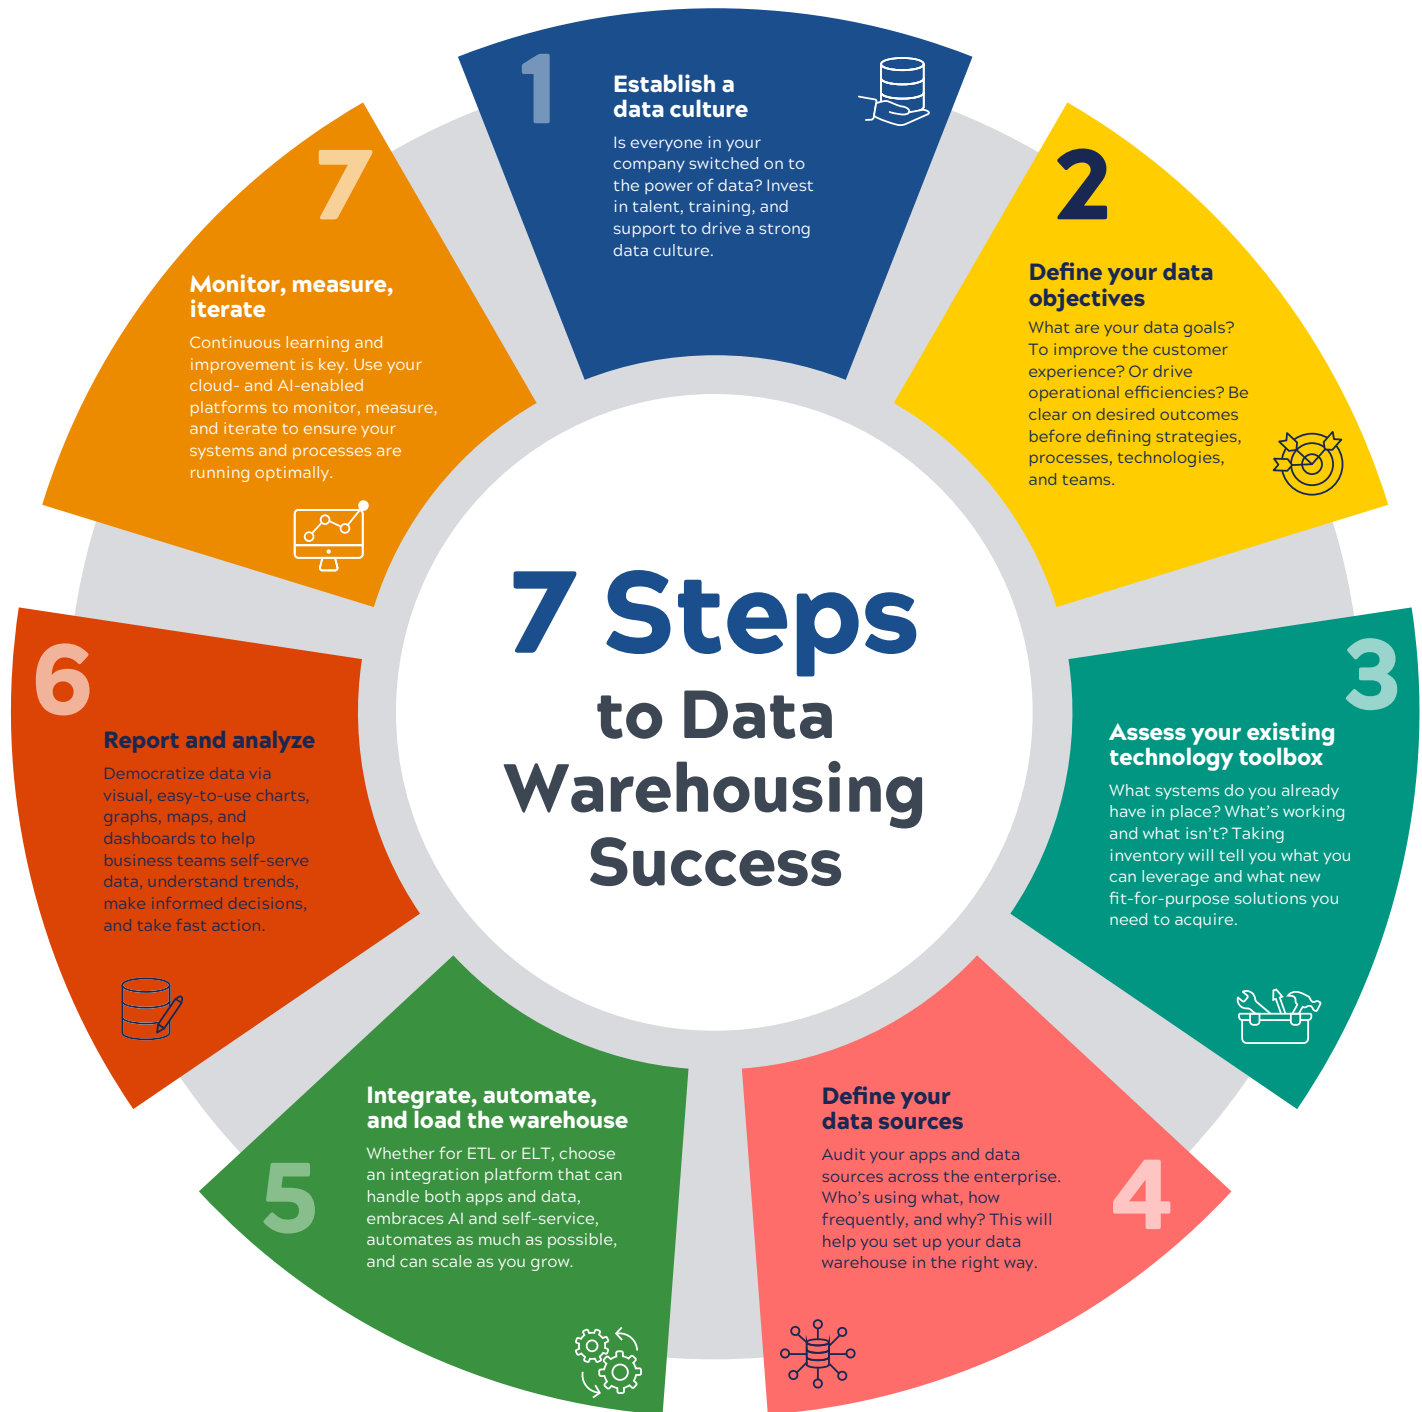 7 Steps
to Data
Warehousing
Success
1
Establish a
data culture
Is everyone in your
company switched on to
the power of data? Invest
in talent, training, and
support to drive a strong
data culture.
2
Define your data
objectives
What are your data goals?
To improve the customer
experience? Or drive
operational efficiencies? Be
clear on desired outcomes
before defining strategies,
processes, technologies,
and teams.
3
Assess your existing
technology toolbox
What systems do you already
have in place? What's working
and what isn't? Taking
inventory will tell you what you
can leverage and what new
fit-for-purpose solutions you
need to acquire.
4
Define your
data sources
Audit your apps and data
sources across the enterprise.
Who's using what, how
frequently, and why? This will
help you set up your data
warehouse in the right way.
5
Integrate, automate,
and load the warehouse
Whether for ETL or ELT, choose
an integration platform that can
handle both apps and data,
embraces AI and self-service,
automates as much as possible,
and can scale as you grow.
6
Report and analyze
Democratize data via
visual, easy-to-use charts,
graphs, maps, and
dashboards to help
business teams self-serve
data, understand trends,
make informed decisions,
and take fast action.
7
Monitor, measure,
iterate
Continuous learning and
improvement is key. Use your
cloud- and AI-enabled
platforms to monitor, measure,
and iterate to ensure your
systems and processes are
running optimally.